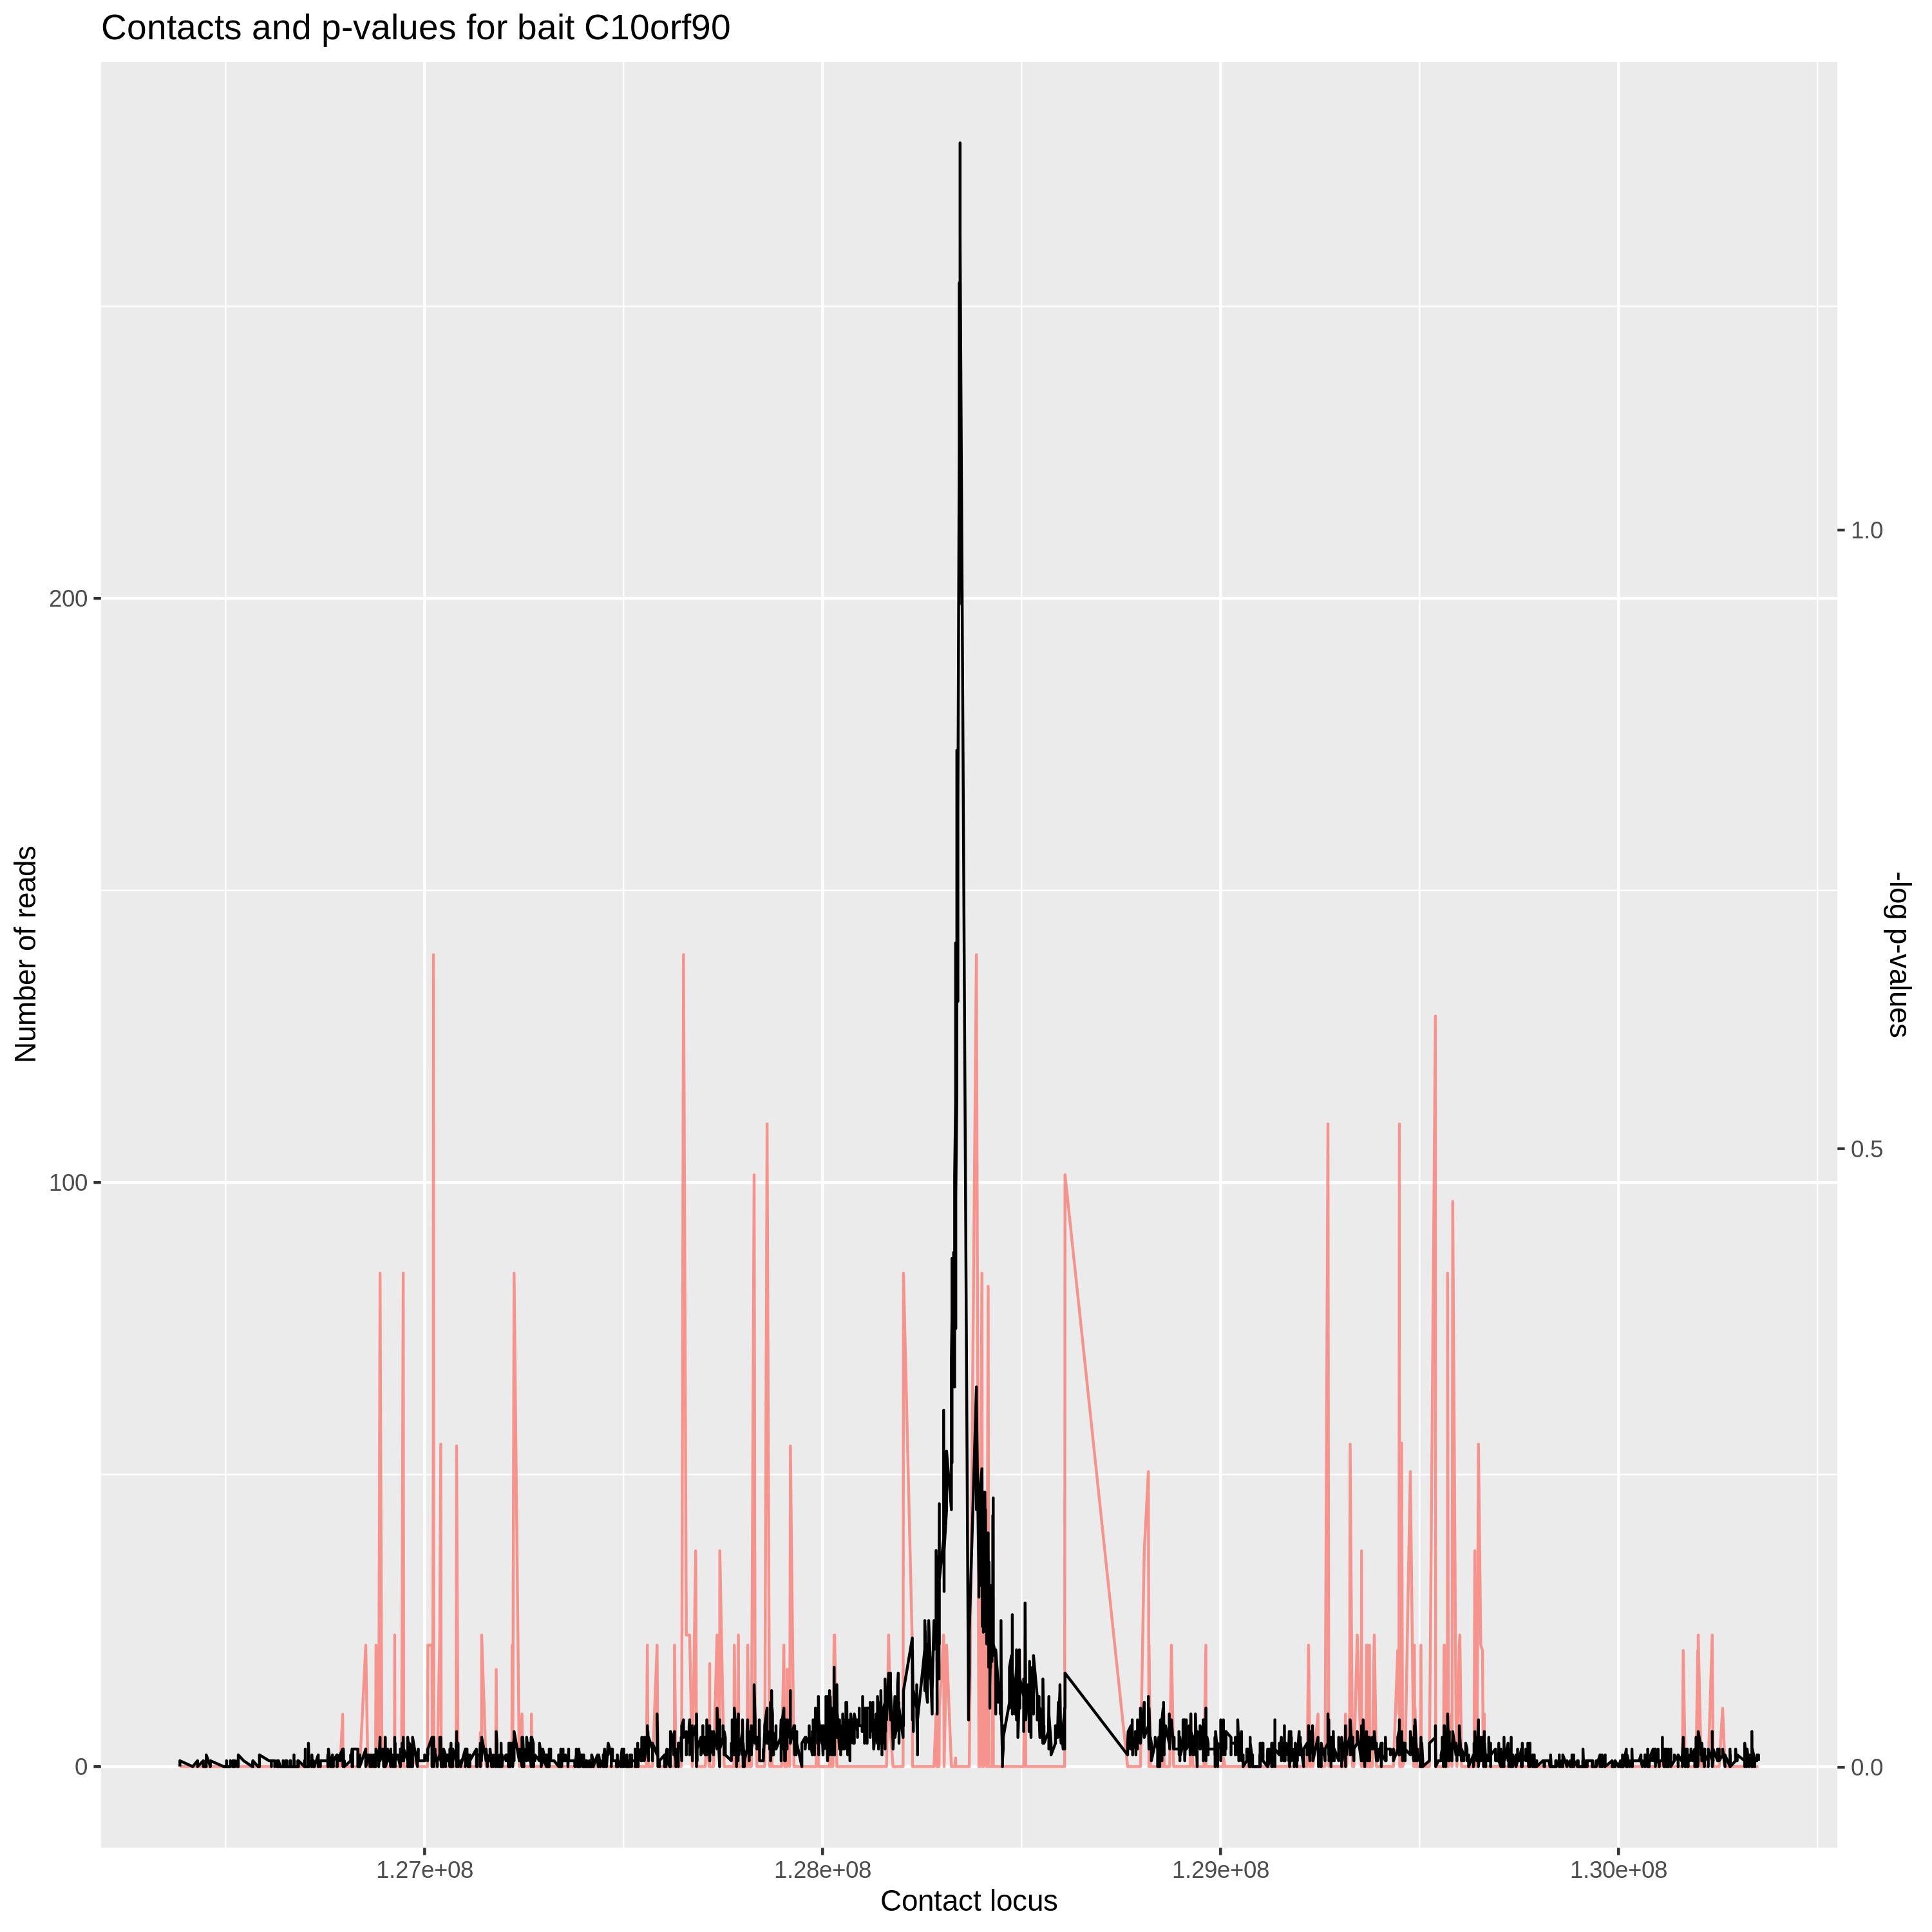 Contacts and p-values for bait C10orf90
Number of reads
200
100
0
1.0
0.5
0.0
-log p-values
1.27e+08
1.28e+08
1.29e+08
1.30e+08
Contact locus